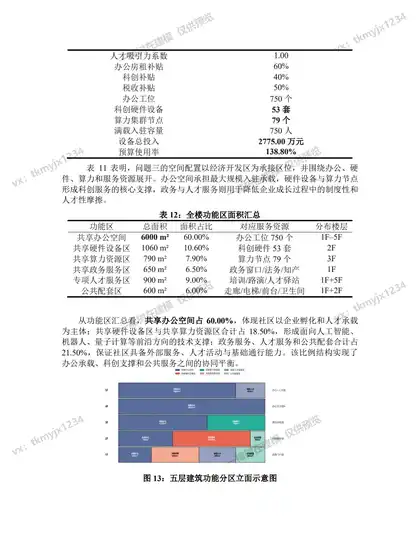 人才吸引力系数 1.00
办公房租补贴 60%
科创补贴 40%
税收补贴 50%
办公工位 750 个
科创硬件设备 53 套
算力集群节点 79 个
满载入驻容量 750 人
设备总投入 2775.00 万元
预算使用率 138.80%
表 11 表明，问题三的空间配置以经济开发区为承接区位，并围绕办公、硬
件、算力和服务资源展开。办公空间承担最大规模入驻承载，硬件设备与算力节点
形成科创服务的核心支撑，政务与人才服务则用于降低企业成长过程中的制度性和
人才性摩擦。
表 12：全楼功能区面积汇总
功能区 总面积 面积占比 对应服务资源 分布楼层
共享办公空间 6000 m² 60.00% 办公工位 750 个 1F~5F
共享硬件设备区 1060 m² 10.60% 科创硬件 53 套 2F
共享算力资源区 790 m² 7.90% 算力节点 79 个 3F
共享政务服务区 650 m² 6.50% 政务窗口/法务/知产 1F
专项人才服务区 900 m² 9.00% 培训/路演/人才驿站 1F+5F
公共配套区 600 m² 6.00% 走廊/电梯/前台/卫生间 1F+2F
从功能区汇总看，共享办公空间占 60.00%，体现社区以企业孵化和人才承载
为主体；共享硬件设备区与共享算力资源区合计占 18.50%，形成面向人工智能、
机器人、量子计算等前沿方向的技术支撑；政务服务、人才服务和公共配套合计占
21.50%，保证社区具备外部服务、人才活动与基础通行能力。该比例结构实现了
办公承载、科创支撑和公共服务之间的协同平衡。
图 13：五层建筑功能分区立面示意图
vx: tkmyjx1234
仅供预览
tkmyjx1234
vx: tkmyjx1234
仅供预览
vx: tkmyjx1234